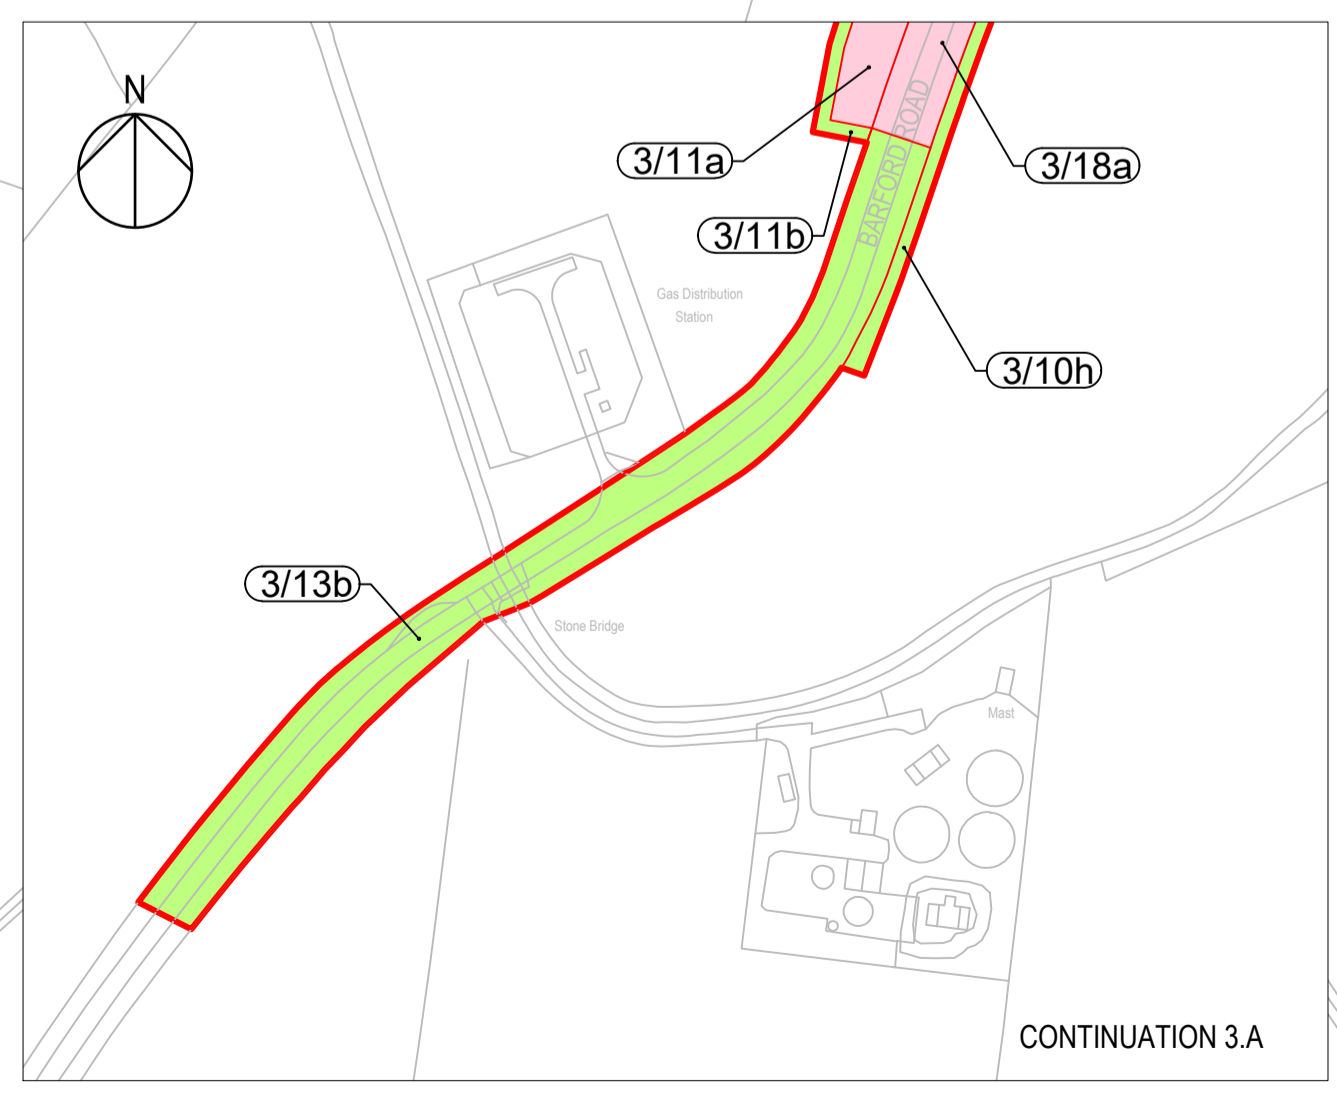 N
3/11a
3/18a
BARFORD ROAD
3/11b
Gas Distribution
Station
3/10h
3/13b
Stone Bridge
Mast
CONTINUATION 3.A